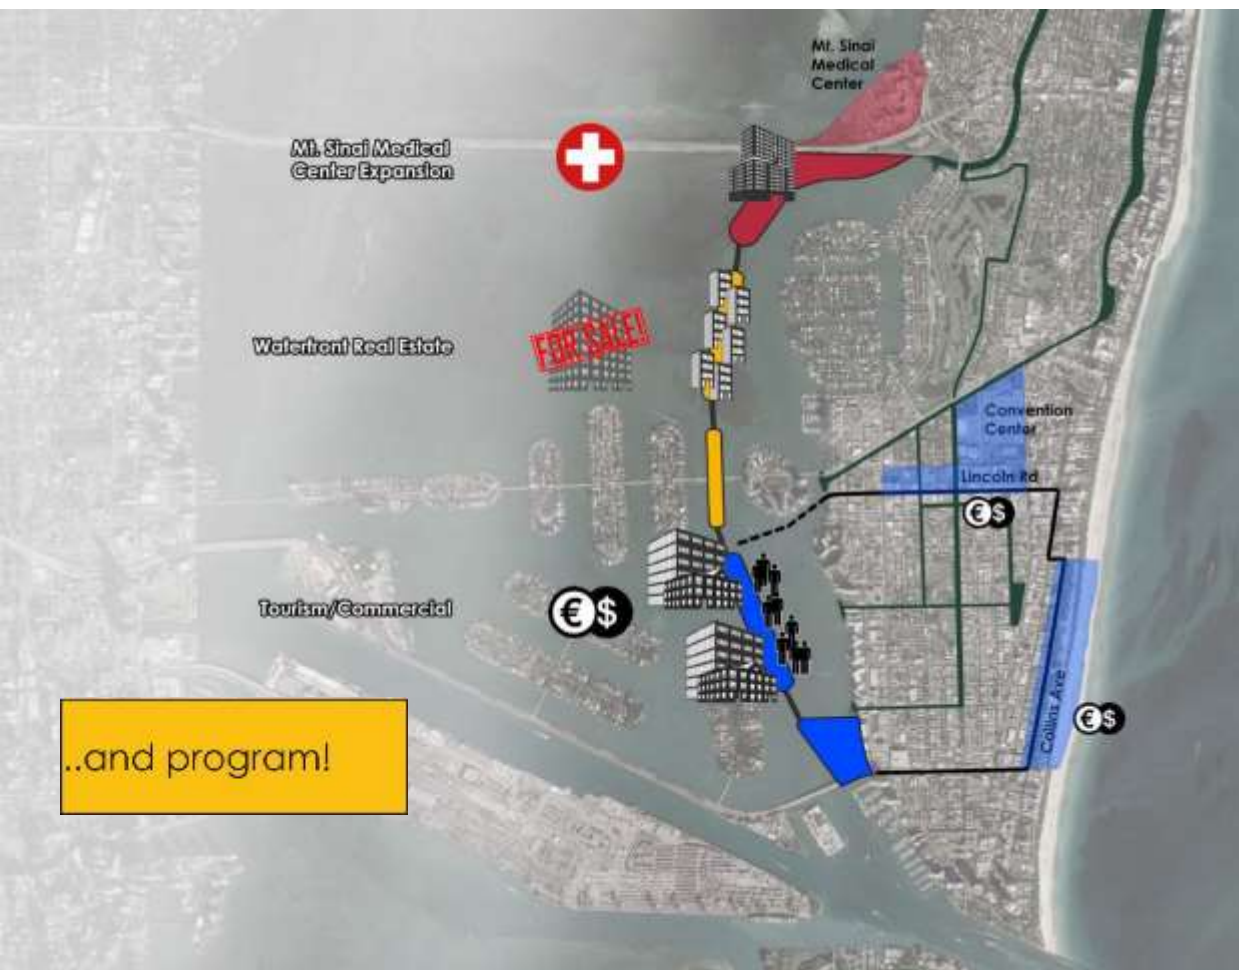 Mt. Sinai
Medical
Center
Mt. Sinai Medical
Center Expansion
FOR SALE!
Waterfront Real Estate
Convention
Center
Lincoln Rd
€ $
Tourism/Commercial
€ $
Collins Ave
€ $
..and program!